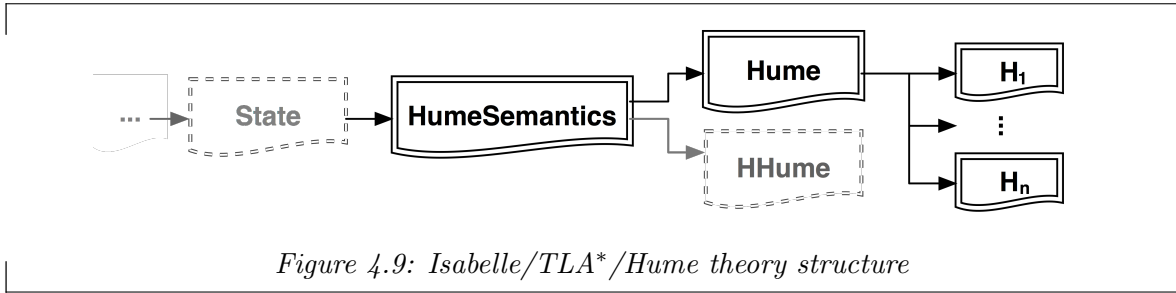 ...
State
HumeSemantics
Hume
HHume
H1
⋮
Hn
Figure 4.9: Isabelle/TLA*/Hume theory structure